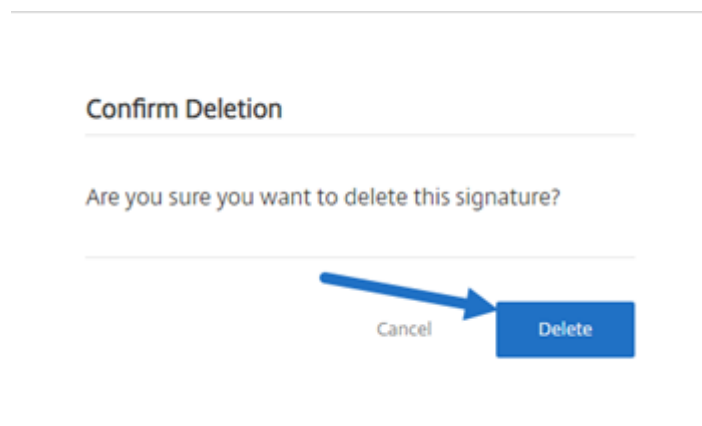 Confirm Deletion
Are you sure you want to delete this signature?
Cancel
Delete